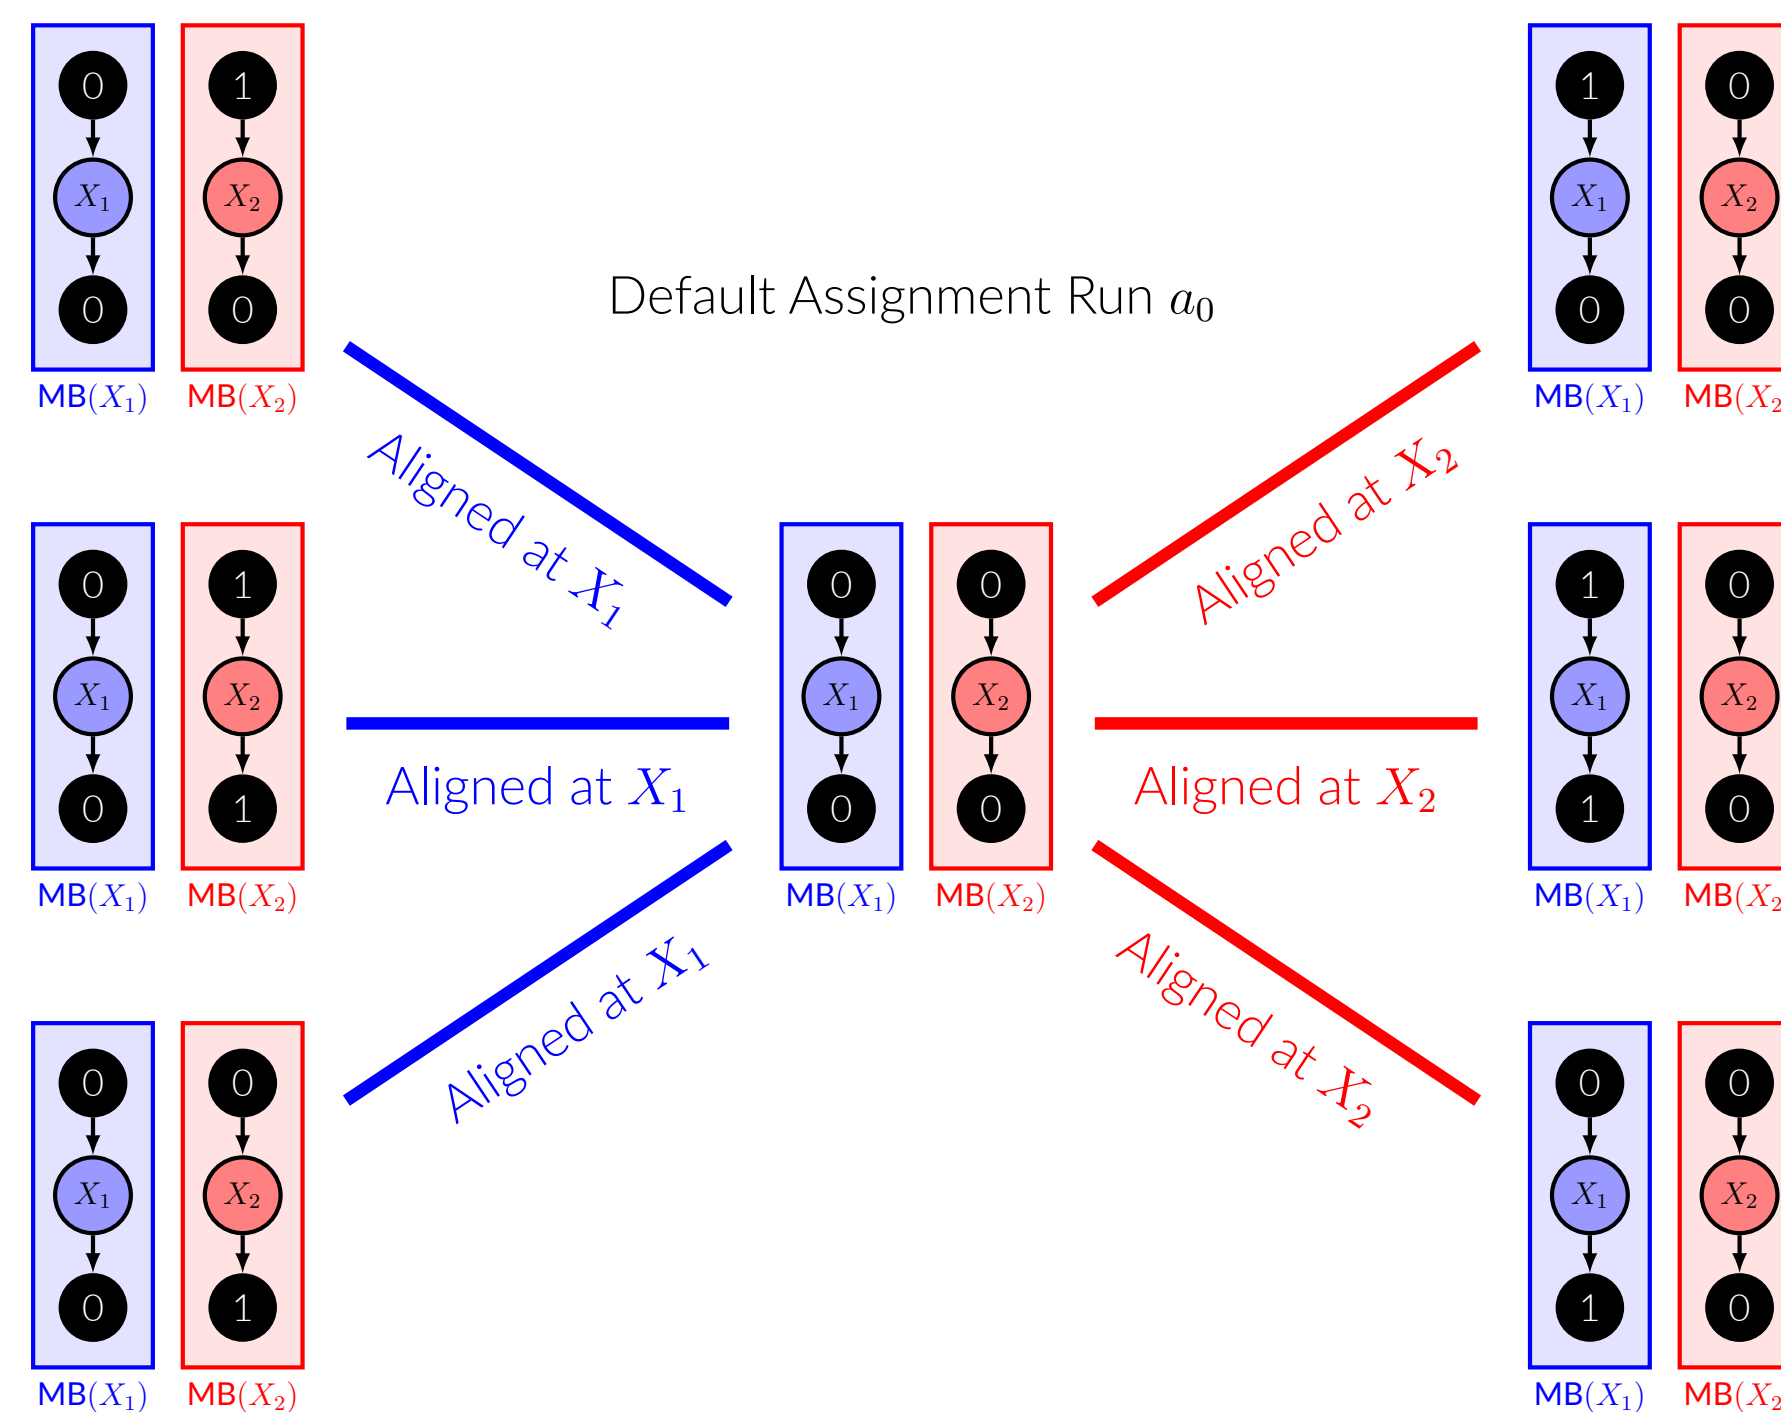 0 1 1 0
X₁ X₂ X₁ X₂
Default Assignment Run a₀
0 0 0 0
MB(X₁) MB(X₂) MB(X₁) MB(X₂
Aligned at X₁
Aligned at X₂
0 1 0 0 1 0
X₁ X₂ X₁ X₂ X₁ X₂
Aligned at X₁ Aligned at X₂
0 1 0 0 1 0
MB(X₁) MB(X₂) MB(X₁) MB(X₂) MB(X₁) MB(X₂
Aligned at X₁
Aligned at X₂
0 0 0 0
X₁ X₂ X₁ X₂
0 1 1 0
MB(X₁) MB(X₂) MB(X₁) MB(X₂